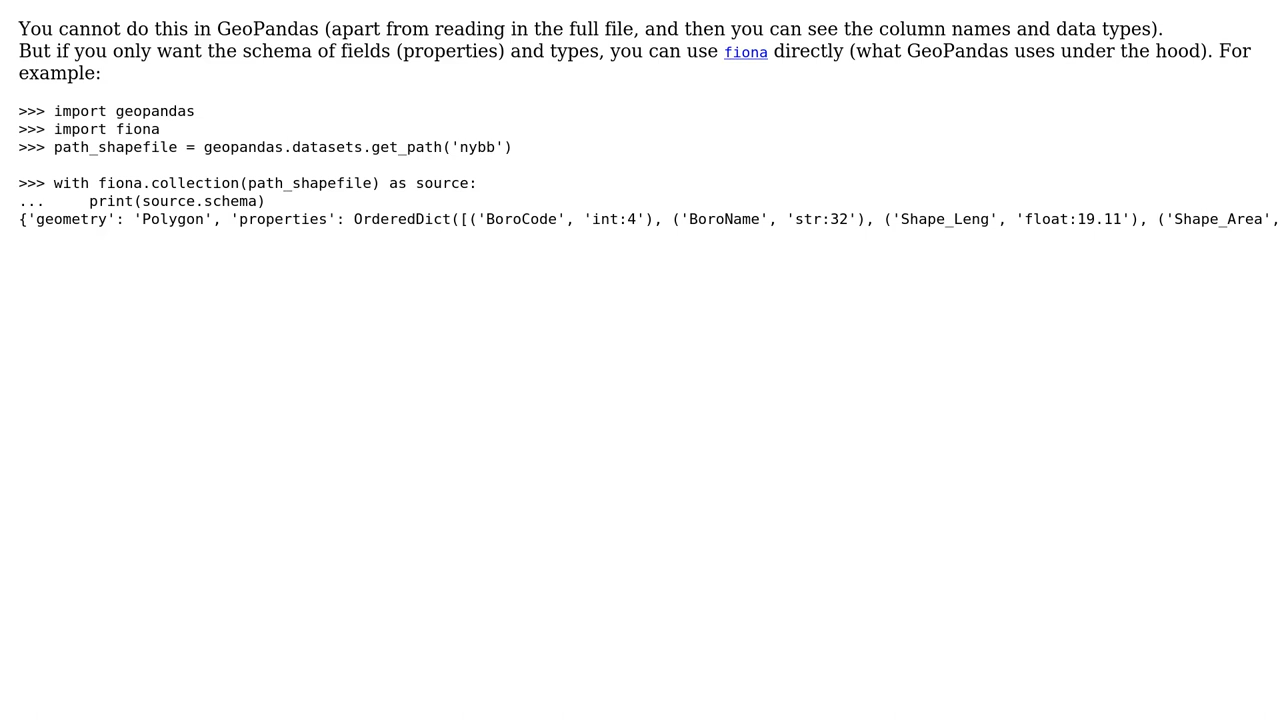 You cannot do this in GeoPandas (apart from reading in the full file, and then you can see the column names and data types).
But if you only want the schema of fields (properties) and types, you can use fiona directly (what GeoPandas uses under the hood). For
example:
>>> import geopandas
>>> import fiona
>>> path_shapefile = geopandas.datasets.get_path('nybb')
>>> with fiona.collection(path_shapefile) as source:
...     print(source.schema)
{'geometry': 'Polygon', 'properties': OrderedDict([('BoroCode', 'int:4'), ('BoroName', 'str:32'), ('Shape_Leng', 'float:19.11'), ('Shape_Area',